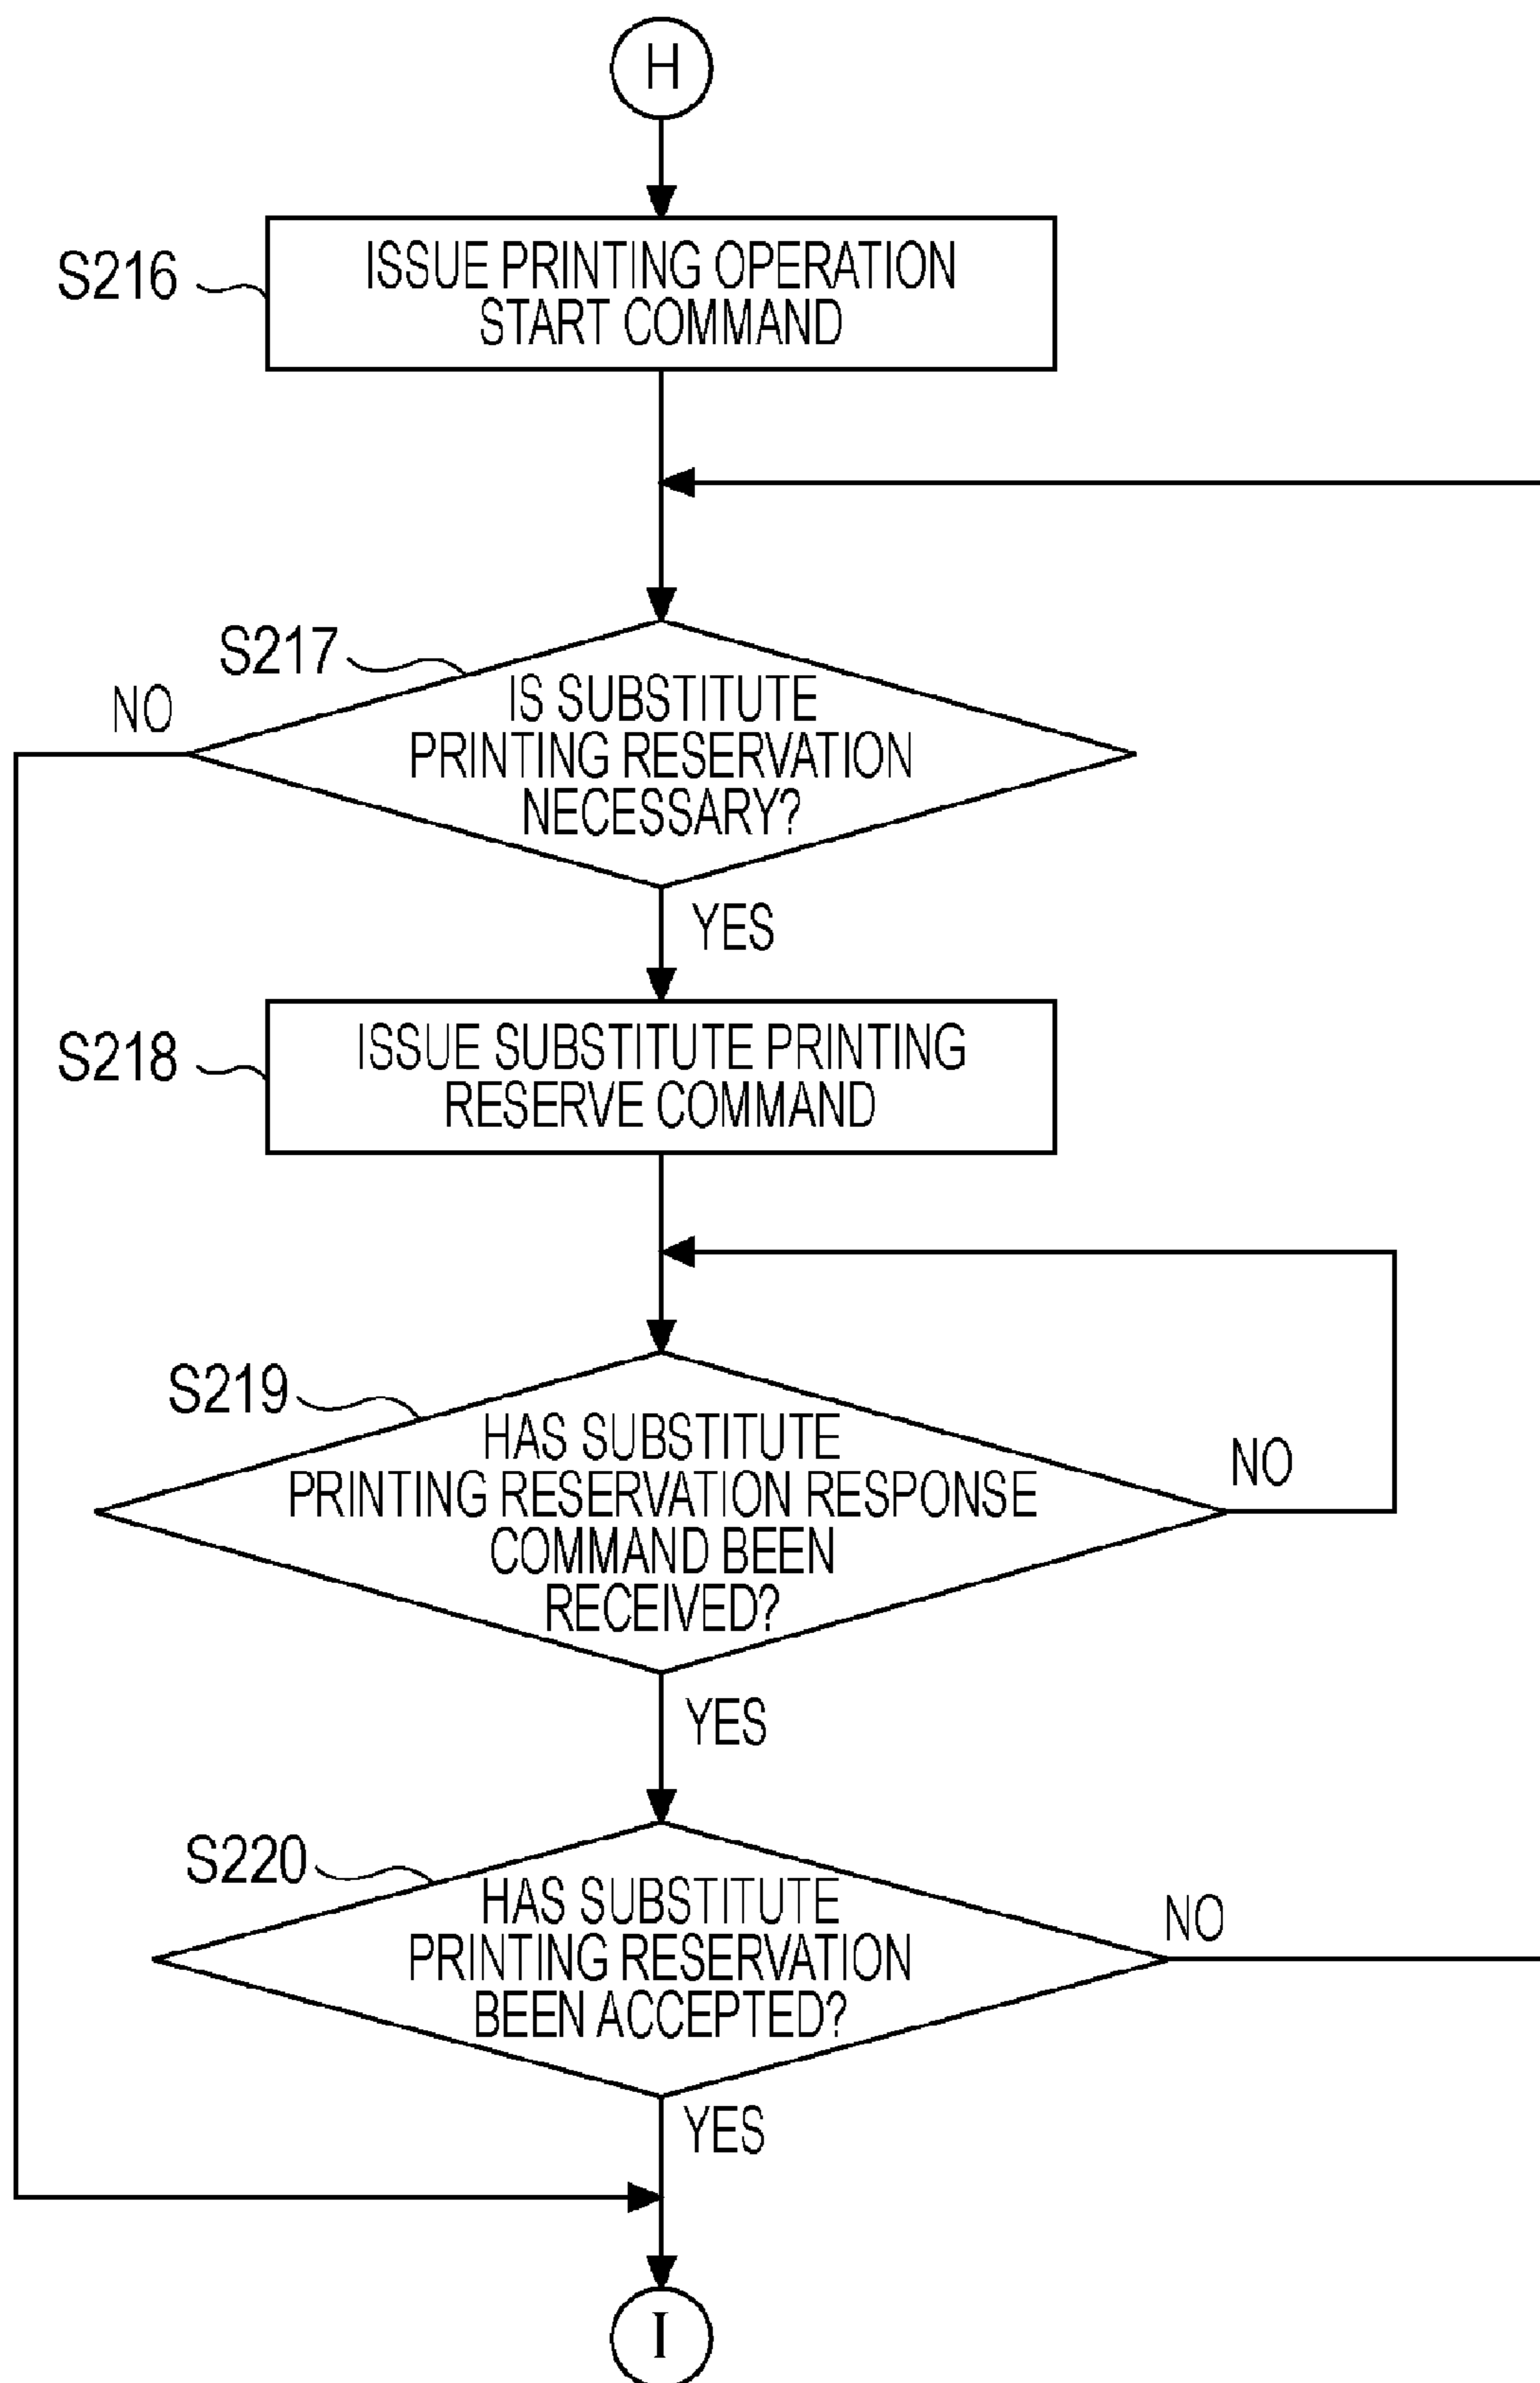 H
S216
ISSUE PRINTING OPERATION
START COMMAND
S217
NO
IS SUBSTITUTE
PRINTING RESERVATION
NECESSARY?
YES
S218
ISSUE SUBSTITUTE PRINTING
RESERVE COMMAND
S219
HAS SUBSTITUTE
PRINTING RESERVATION RESPONSE
COMMAND BEEN
RECEIVED?
NO
YES
S220
HAS SUBSTITUTE
PRINTING RESERVATION
BEEN ACCEPTED?
NO
YES
I